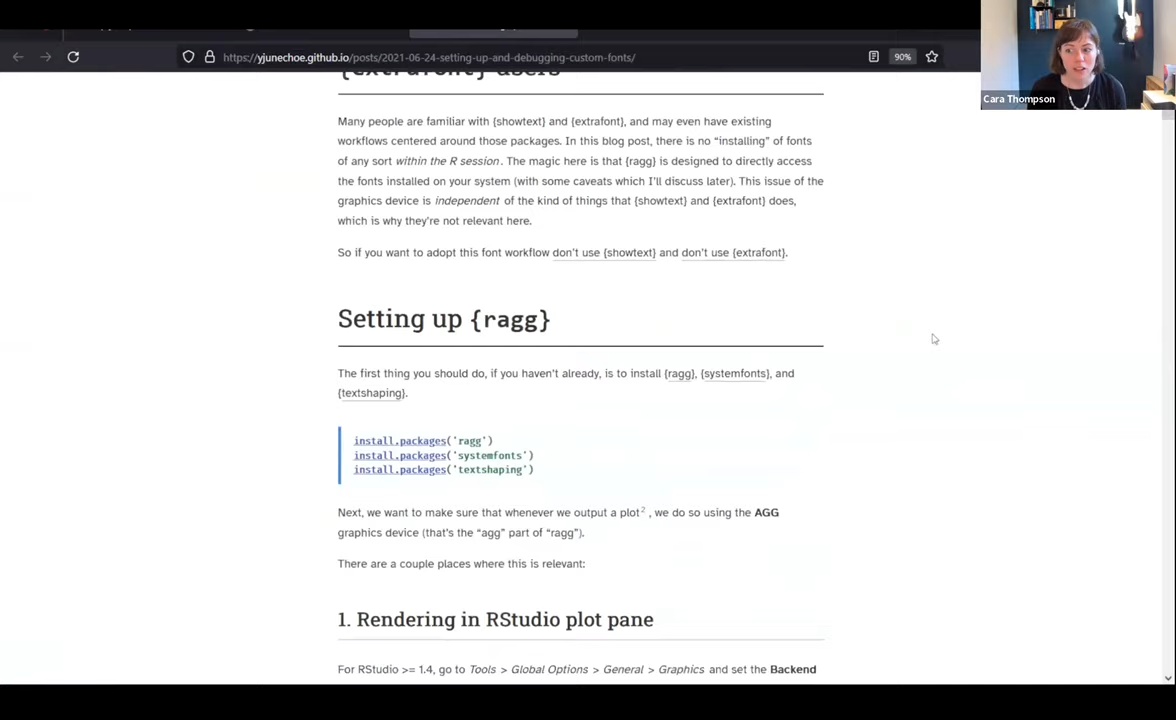 https://yjunechoe.github.io/posts/2021-06-24-setting-up-and-debugging-custom-fonts/
90%
Cara Thompson
{extrafont} users
Many people are familiar with {showtext} and {extrafont}, and may even have existing
workflows centered around those packages. In this blog post, there is no “installing” of fonts
of any sort within the R session. The magic here is that {ragg} is designed to directly access
the fonts installed on your system (with some caveats which I’ll discuss later). This issue of the
graphics device is independent of the kind of things that {showtext} and {extrafont} does,
which is why they’re not relevant here.
So if you want to adopt this font workflow don’t use {showtext} and don’t use {extrafont}.
Setting up {ragg}
The first thing you should do, if you haven’t already, is to install {ragg}, {systemfonts}, and
{textshaping}.
install.packages('ragg')
install.packages('systemfonts')
install.packages('textshaping')
Next, we want to make sure that whenever we output a plot2 , we do so using the AGG
graphics device (that’s the “agg” part of “ragg”).
There are a couple places where this is relevant:
1. Rendering in RStudio plot pane
For RStudio >= 1.4, go to Tools > Global Options > General > Graphics and set the Backend